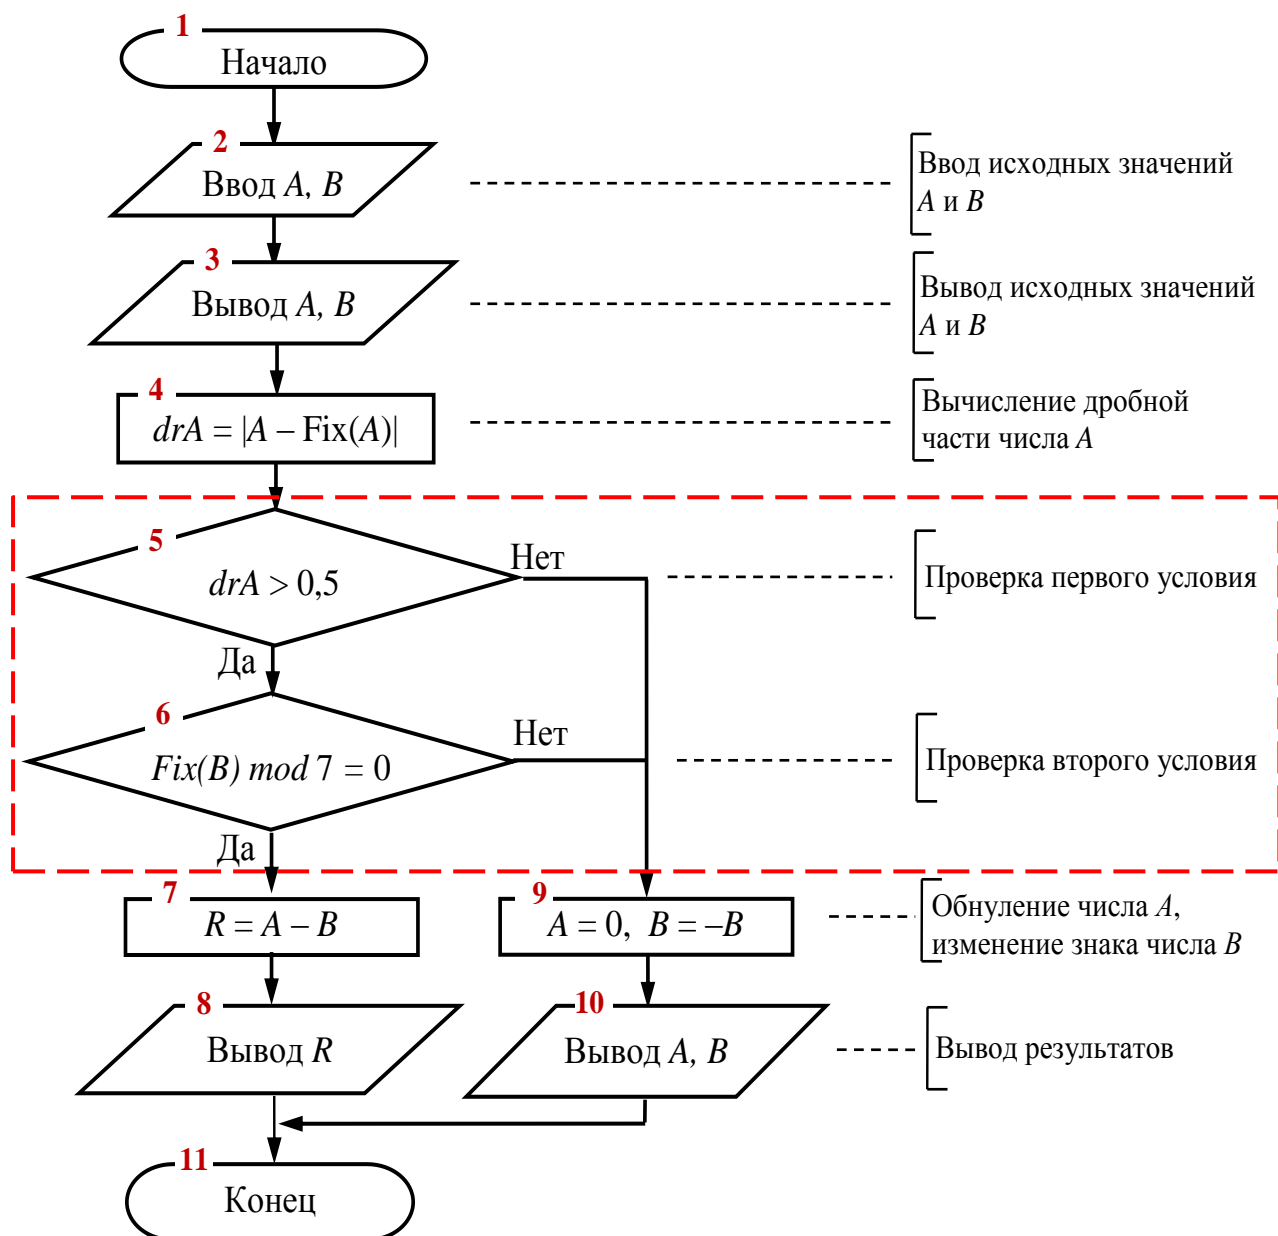 1
Начало
2
Ввод A, B
Ввод исходных значений
A и B
3
Вывод A, B
Вывод исходных значений
A и B
4
drA = |A – Fix(A)|
Вычисление дробной
части числа A
5
drA > 0,5
Нет
Проверка первого условия
Да
6
Fix(B) mod 7 = 0
Нет
Проверка второго условия
Да
7
R = A – B
9
A = 0, B = –B
Обнуление числа A,
изменение знака числа B
8
Вывод R
10
Вывод A, B
Вывод результатов
11
Конец